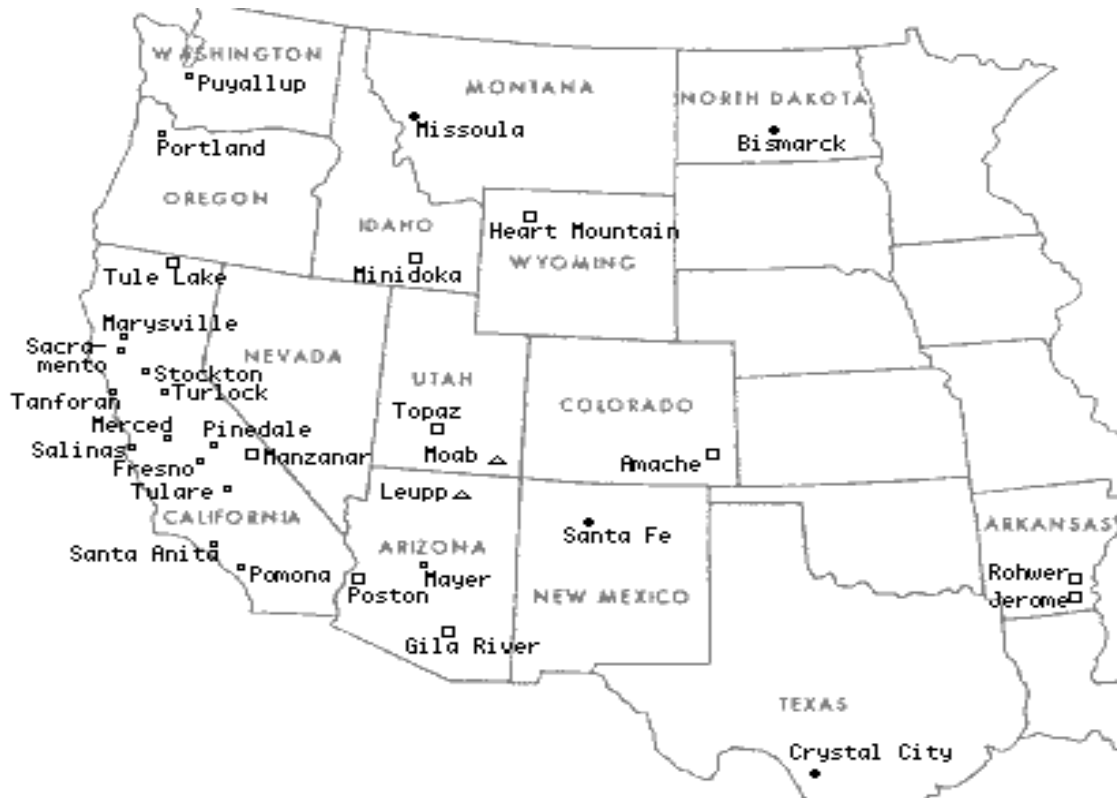 WASHINGTON
Puyallup
MONTANA
NORTH DAKOTA
Missoula
Bismarck
Portland
OREGON
IDAHO
Heart Mountain
WYOMING
Tule Lake
Minidoka
Marysville
Sacra-
mento
NEVADA
Stockton
UTAH
Turlock
Tanforan
COLORADO
Topaz
Merced
Pinedale
Salinas
Moab
Manzanar
Amache
Fresno
Tulare
Leupp
CALIFORNIA
ARKANSAS
Santa Fe
Santa Anita
ARIZONA
Pomona
Mayer
Rohwer
Poston
NEW MEXICO
Jerome
Gila River
TEXAS
Crystal City